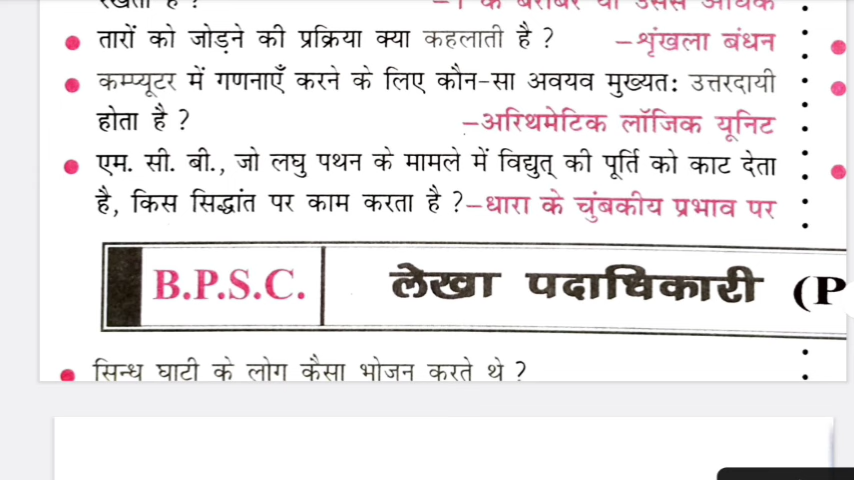 तारों को जोड़ने की प्रक्रिया क्या कहलाती है ? –शृंखला बंधन
कम्प्यूटर में गणनाएँ करने के लिए कौन-सा अवयव मुख्यतः उत्तरदायी
होता है ? –अरिथमेटिक लॉजिक यूनिट
एम. सी. बी., जो लघु पथन के मामले में विद्युत् की पूर्ति को काट देता
है, किस सिद्धांत पर काम करता है ? –धारा के चुंबकीय प्रभाव पर
B.P.S.C. लेखा पदाधिकारी (P
सिन्ध घाटी के लोग कैसा भोजन करते थे ?